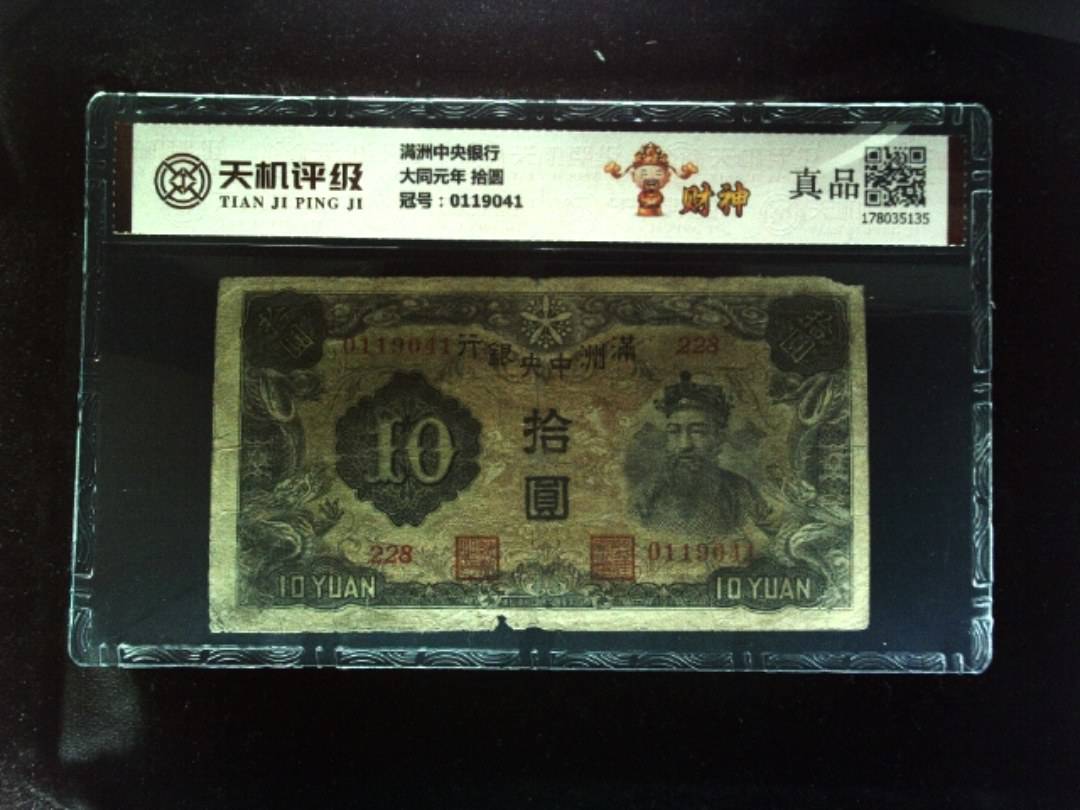 天机评级
TIAN JI PING JI
满洲中央银行
大同元年 拾圆
冠号：0119041
财神
真品
178035135
0119041
行銀央中州滿
228
10
拾
圓
228
0119041
10 YUAN
10 YUAN